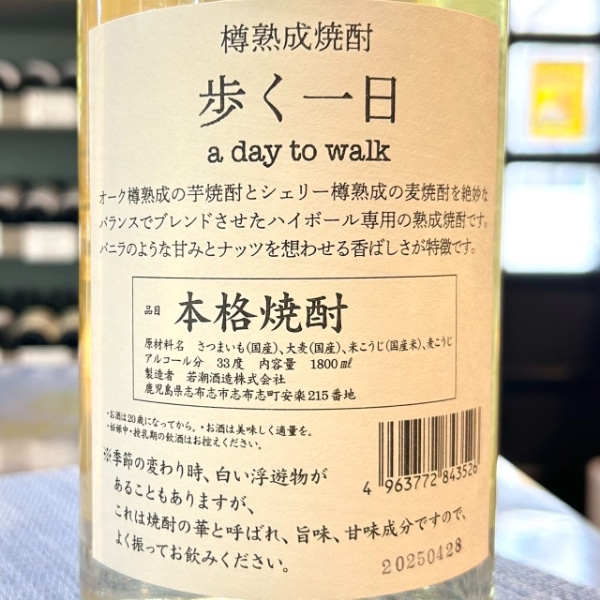 樽熟成焼酎
歩く一日
a day to walk
オーク樽熟成の芋焼酎とシェリー樽熟成の麦焼酎を絶妙な
バランスでブレンドさせたハイボール専用の熟成焼酎です。
バニラのような甘みとナッツを想わせる香ばしさが特徴です。
品目 本格焼酎
原材料名 さつまいも(国産)、大麦(国産)、米こうじ(国産米)、麦こうじ
アルコール分 33度 内容量 1800㎖
製造者 若潮酒造株式会社
鹿児島県志布志市志布志町安楽215番地
・お酒は20歳になってから。・お酒は美味しく適量を。
・妊娠中・授乳期の飲酒はお控えください。
※季節の変わり時、白い浮遊物が
あることもありますが、
これは焼酎の華と呼ばれ、旨味、甘味成分ですので、
よく振ってお飲みください。
4 963772 843526
20250428